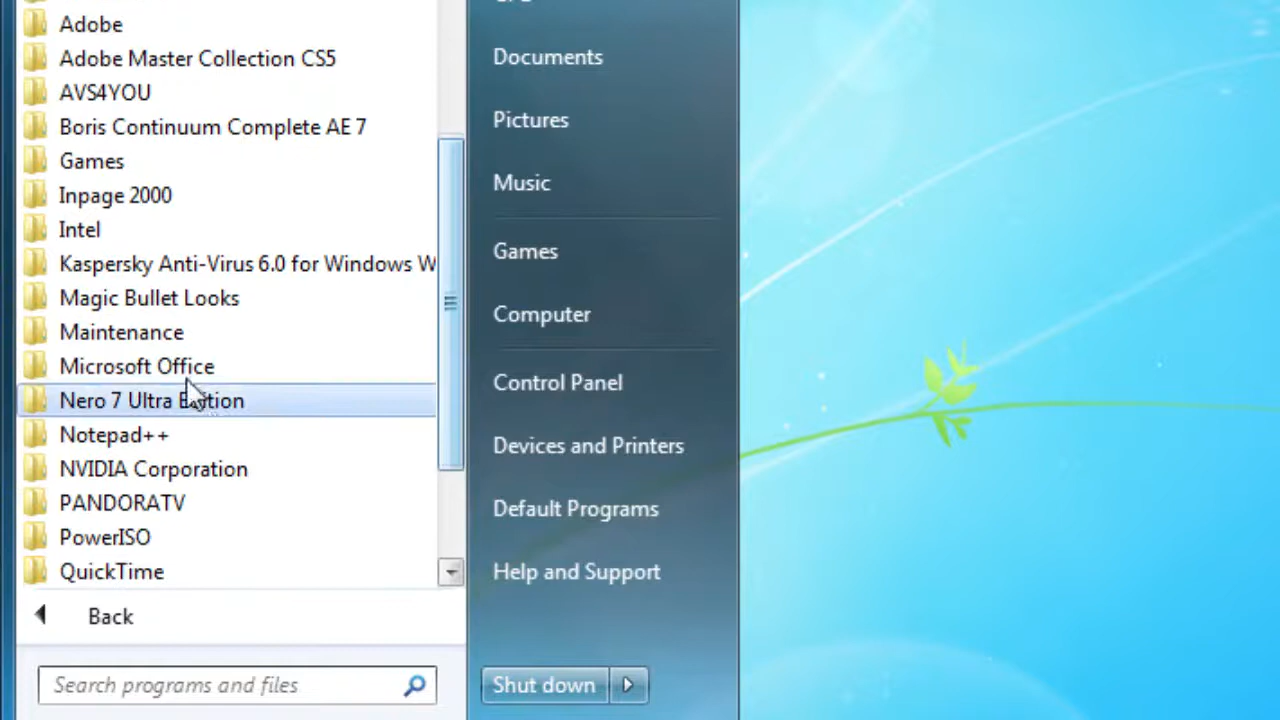 Adobe
Adobe Master Collection CS5
AVS4YOU
Boris Continuum Complete AE 7
Games
Inpage 2000
Intel
Kaspersky Anti-Virus 6.0 for Windows W
Magic Bullet Looks
Maintenance
Microsoft Office
Nero 7 Ultra Edition
Notepad++
NVIDIA Corporation
PANDORATV
PowerISO
QuickTime
Back
Search programs and files
Documents
Pictures
Music
Games
Computer
Control Panel
Devices and Printers
Default Programs
Help and Support
Shut down